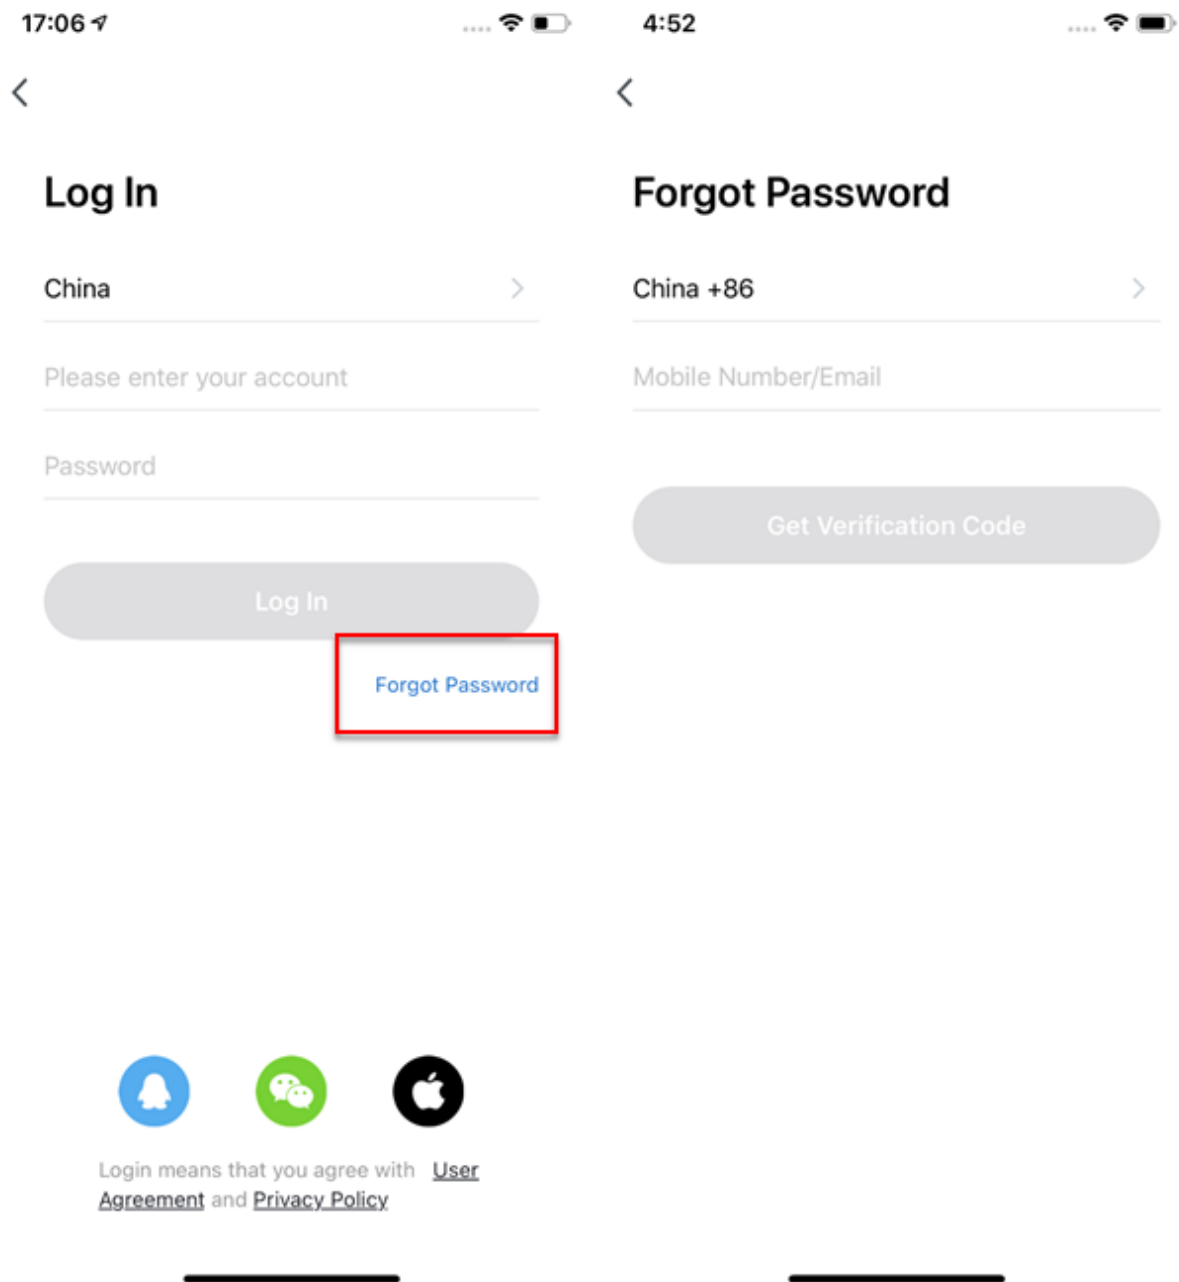 17:06
Log In
China
Please enter your account
Password
Log In
Forgot Password
Login means that you agree with User
Agreement and Privacy Policy
4:52
Forgot Password
China +86
Mobile Number/Email
Get Verification Code